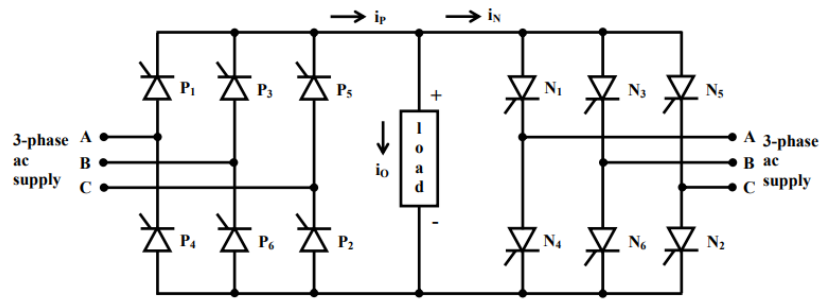 iP
iN
P1
P3
P5
N1
N3
N5
+
3-phase
ac
supply
A
B
C
iO
load
A
B
C
3-phase
ac
supply
P4
P6
P2
-
N4
N6
N2